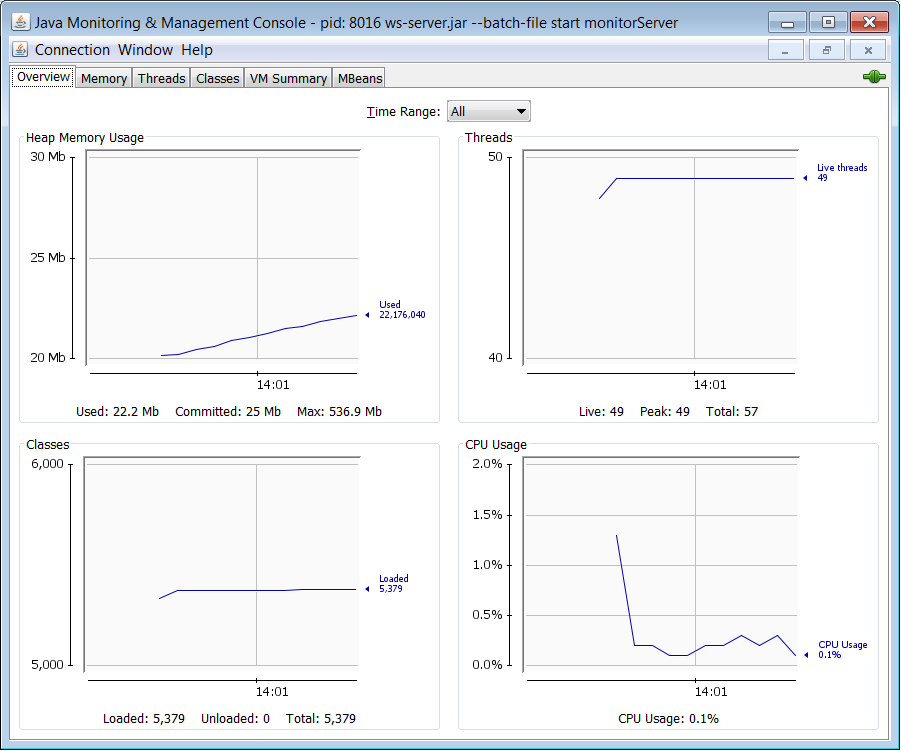 Java Monitoring & Management Console - pid: 8016 ws-server.jar --batch-file start monitorServer
Connection Window Help
Overview Memory Threads Classes VM Summary MBeans
Time Range: All
Heap Memory Usage
30 Mb
25 Mb
20 Mb
Used
22,176,040
14:01
Used: 22.2 Mb Committed: 25 Mb Max: 536.9 Mb
Threads
50
40
Live threads
49
14:01
Live: 49 Peak: 49 Total: 57
Classes
6,000
5,000
Loaded
5,379
14:01
Loaded: 5,379 Unloaded: 0 Total: 5,379
CPU Usage
2.0%
1.5%
1.0%
0.5%
0.0%
CPU Usage
0.1%
14:01
CPU Usage: 0.1%